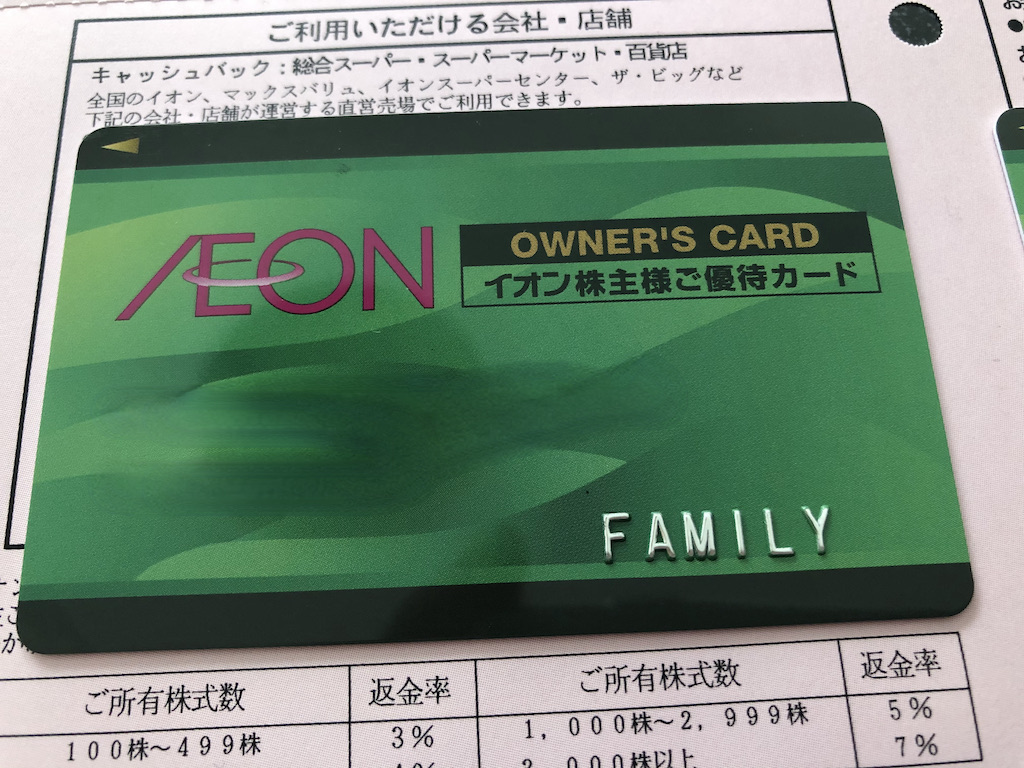 ご利用いただける会社・店舗
キャッシュバック：総合スーパー・スーパーマーケット・百貨店
全国のイオン、マックスバリュ、イオンスーパーセンター、ザ・ビッグなど
下記の会社・店舗が運営する直営売場でご利用できます。
ÆON
OWNER'S CARD
イオン株主様ご優待カード
FAMILY
ご所有株式数 返金率 ご所有株式数 返金率
100株〜499株 3% 1,000株〜2,999株 5%
000株以上 7%